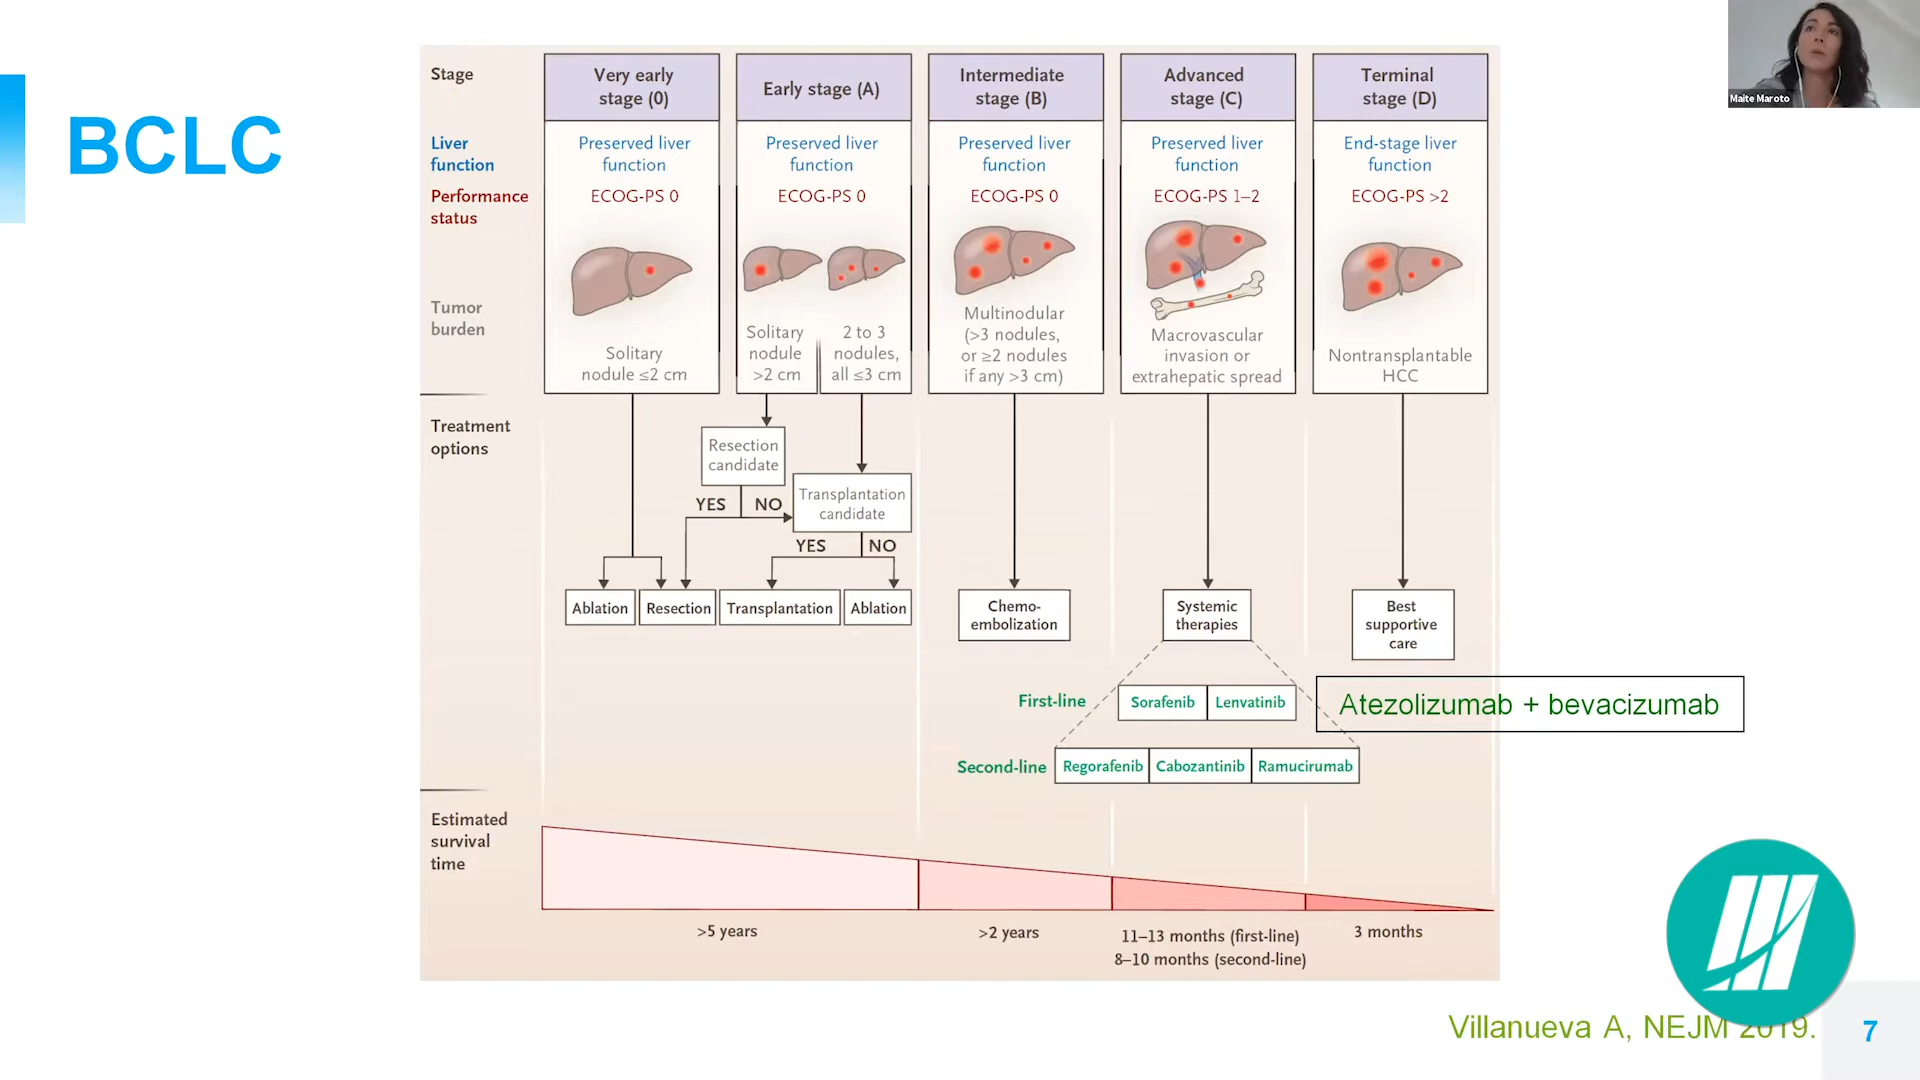 BCLC
Maite Maroto
Stage
Very early
stage (0)
Early stage (A)
Intermediate
stage (B)
Advanced
stage (C)
Terminal
stage (D)
Liver
function
Preserved liver
function
Preserved liver
function
Preserved liver
function
Preserved liver
function
End-stage liver
function
Performance
status
ECOG-PS 0
ECOG-PS 0
ECOG-PS 0
ECOG-PS 1–2
ECOG-PS >2
Tumor
burden
Solitary
nodule ≤2 cm
Solitary
nodule
>2 cm
2 to 3
nodules,
all ≤3 cm
Multinodular
(>3 nodules,
or ≥2 nodules
if any >3 cm)
Macrovascular
invasion or
extrahepatic spread
Nontransplantable
HCC
Treatment
options
Resection
candidate
YES NO
Transplantation
candidate
YES NO
Ablation
Resection
Transplantation
Ablation
Chemo-
embolization
Systemic
therapies
Best
supportive
care
First-line
Sorafenib
Lenvatinib
Atezolizumab + bevacizumab
Second-line
Regorafenib
Cabozantinib
Ramucirumab
Estimated
survival
time
>5 years
>2 years
11–13 months (first-line)
8–10 months (second-line)
3 months
Villanueva A, NEJM 2019.
7